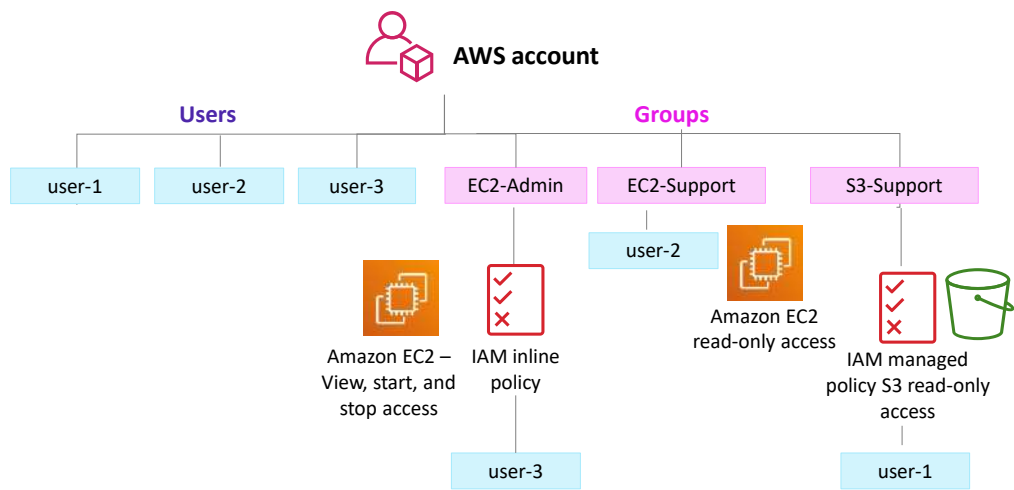 AWS account
Users
Groups
user-1
user-2
user-3
EC2-Admin
EC2-Support
S3-Support
user-2
Amazon EC2 –
View, start, and
stop access
IAM inline
policy
Amazon EC2
read-only access
IAM managed
policy S3 read-only
access
user-3
user-1